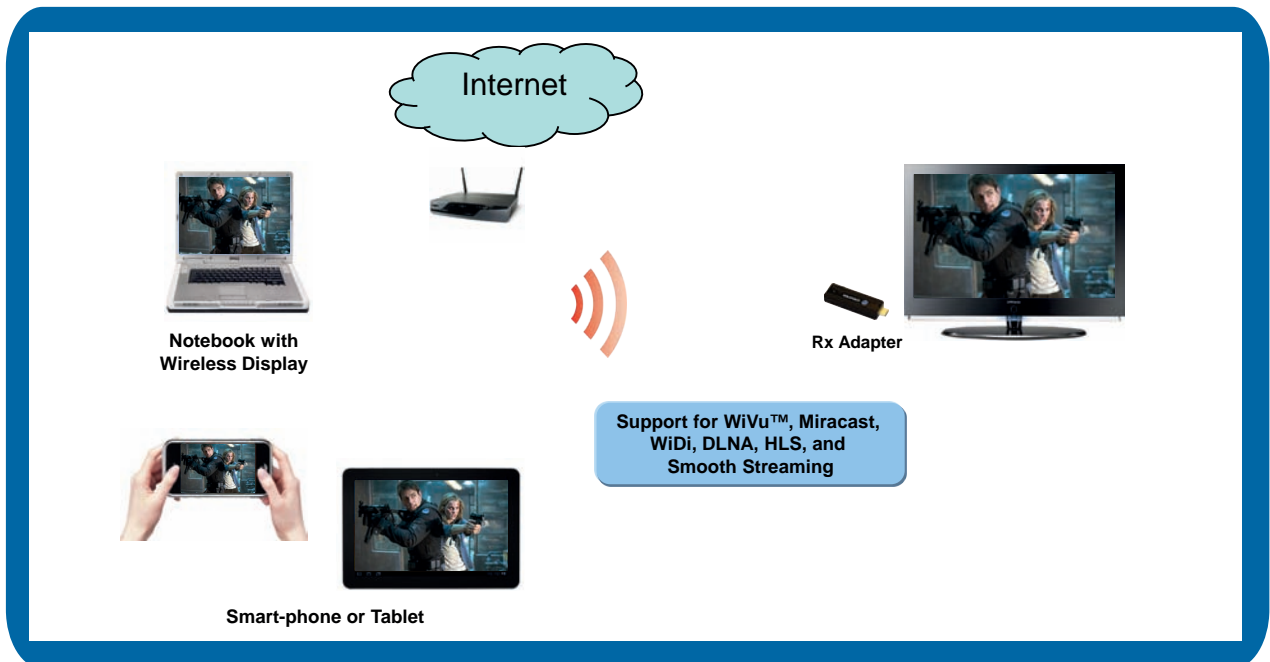 Internet
Notebook with
Wireless Display
Rx Adapter
Support for WiVu™, Miracast,
WiDi, DLNA, HLS, and
Smooth Streaming
Smart-phone or Tablet